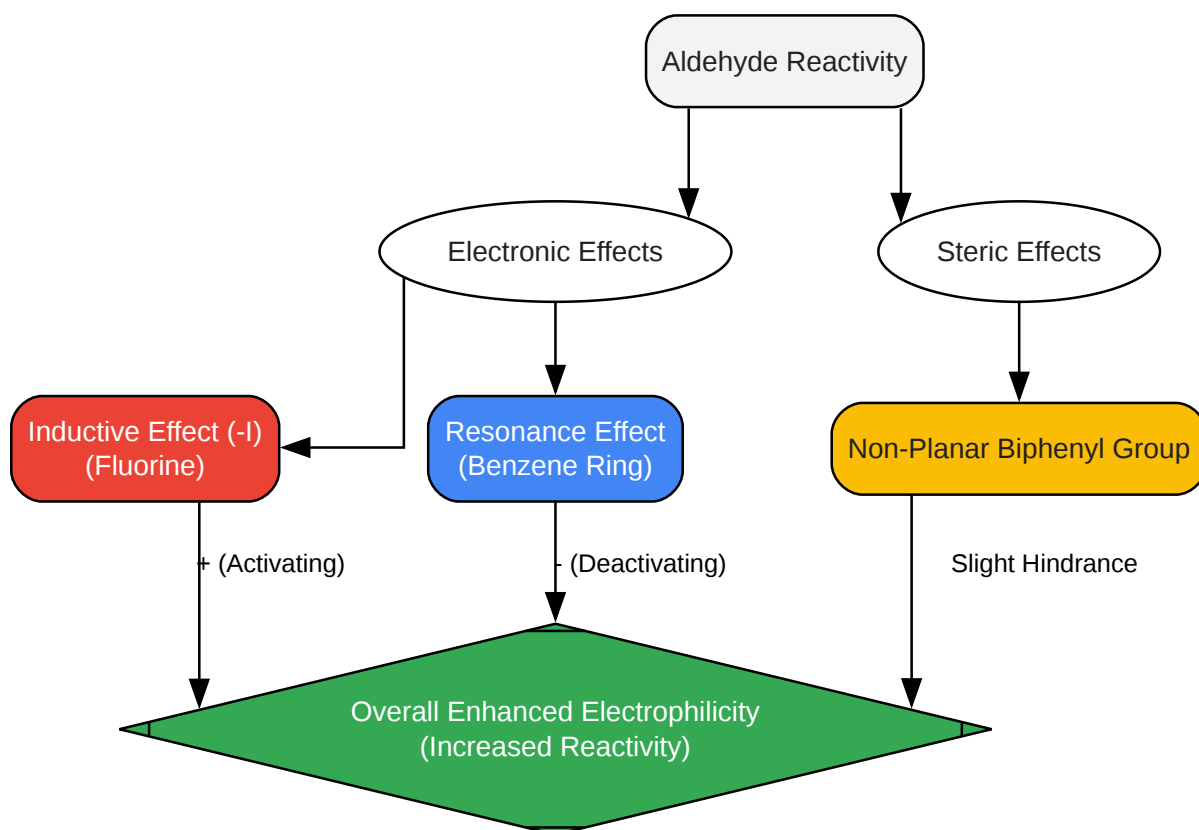 Aldehyde Reactivity
Electronic Effects
Steric Effects
Inductive Effect (-I)
(Fluorine)
Resonance Effect
(Benzene Ring)
Non-Planar Biphenyl Group
+ (Activating)
- (Deactivating)
Slight Hindrance
Overall Enhanced Electrophilicity
(Increased Reactivity)